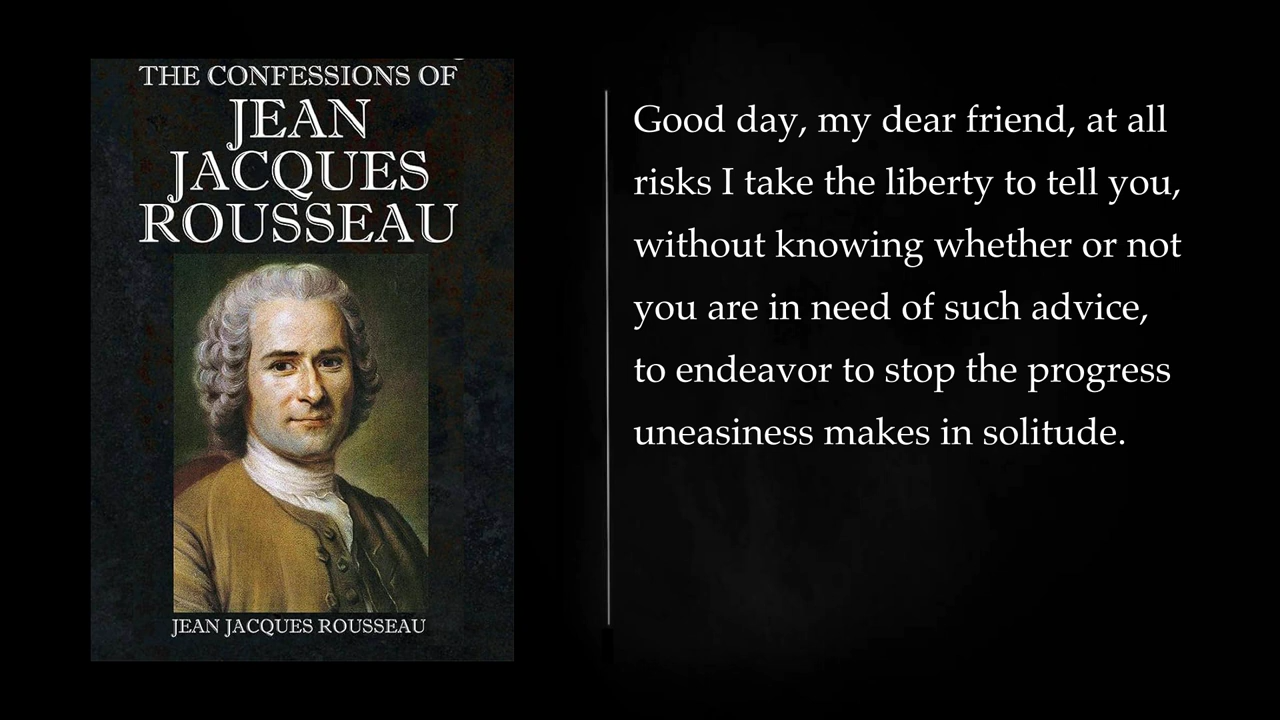 THE CONFESSIONS OF
JEAN
JACQUES
ROUSSEAU
JEAN JACQUES ROUSSEAU
Good day, my dear friend, at all
risks I take the liberty to tell you,
without knowing whether or not
you are in need of such advice,
to endeavor to stop the progress
uneasiness makes in solitude.